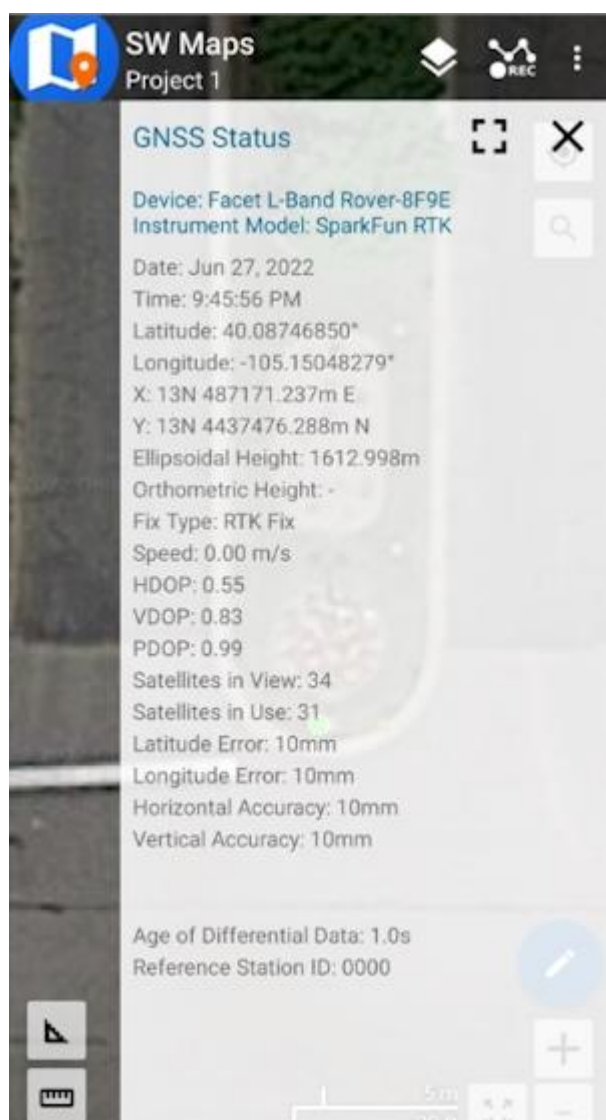 SW Maps
Project 1
REC
GNSS Status
Device: Facet L-Band Rover-8F9E
Instrument Model: SparkFun RTK
Date: Jun 27, 2022
Time: 9:45:56 PM
Latitude: 40.08746850°
Longitude: -105.15048279°
X: 13N 487171.237m E
Y: 13N 4437476.288m N
Ellipsoidal Height: 1612.998m
Orthometric Height: -
Fix Type: RTK Fix
Speed: 0.00 m/s
HDOP: 0.55
VDOP: 0.83
PDOP: 0.99
Satellites in View: 34
Satellites in Use: 31
Latitude Error: 10mm
Longitude Error: 10mm
Horizontal Accuracy: 10mm
Vertical Accuracy: 10mm
Age of Differential Data: 1.0s
Reference Station ID: 0000
5 m